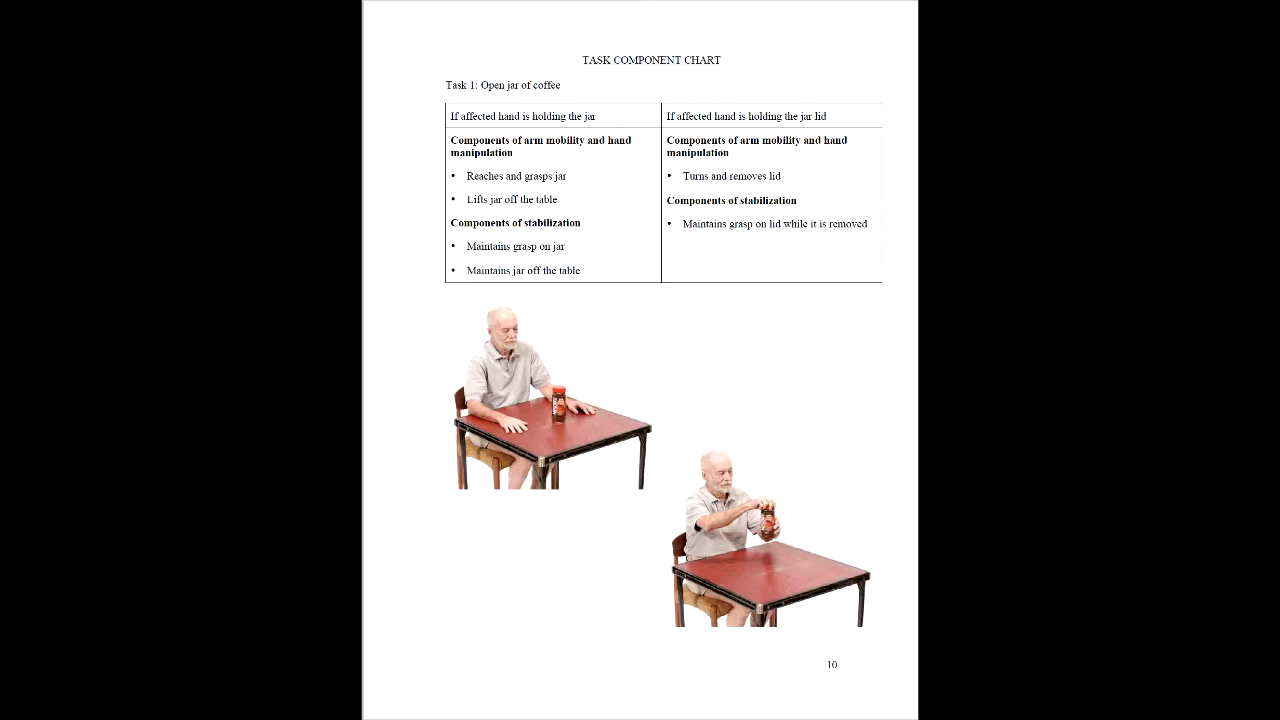 TASK COMPONENT CHART
Task 1: Open jar of coffee
If affected hand is holding the jar
If affected hand is holding the jar lid
Components of arm mobility and hand
manipulation
• Reaches and grasps jar
• Lifts jar off the table
Components of stabilization
• Maintains grasp on jar
• Maintains jar off the table
Components of arm mobility and hand
manipulation
• Turns and removes lid
Components of stabilization
• Maintains grasp on lid while it is removed
10